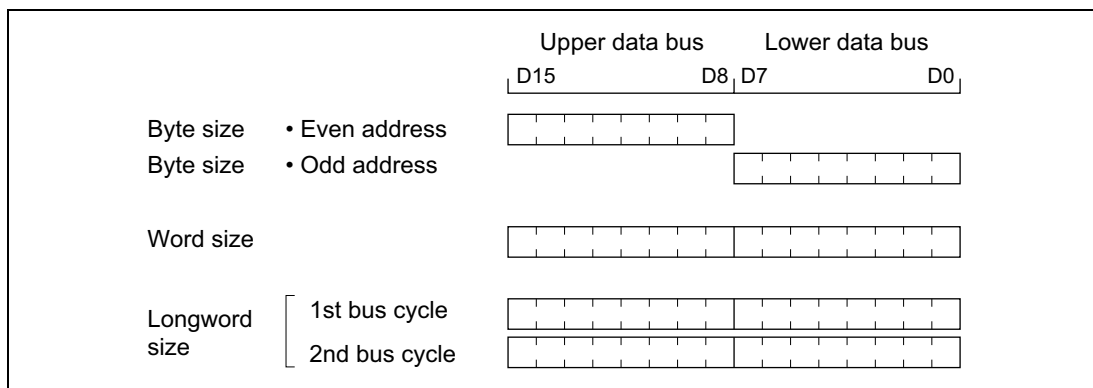 Upper data bus Lower data bus
D15 D8 D7 D0
Byte size • Even address
Byte size • Odd address
Word size
Longword size 1st bus cycle
2nd bus cycle